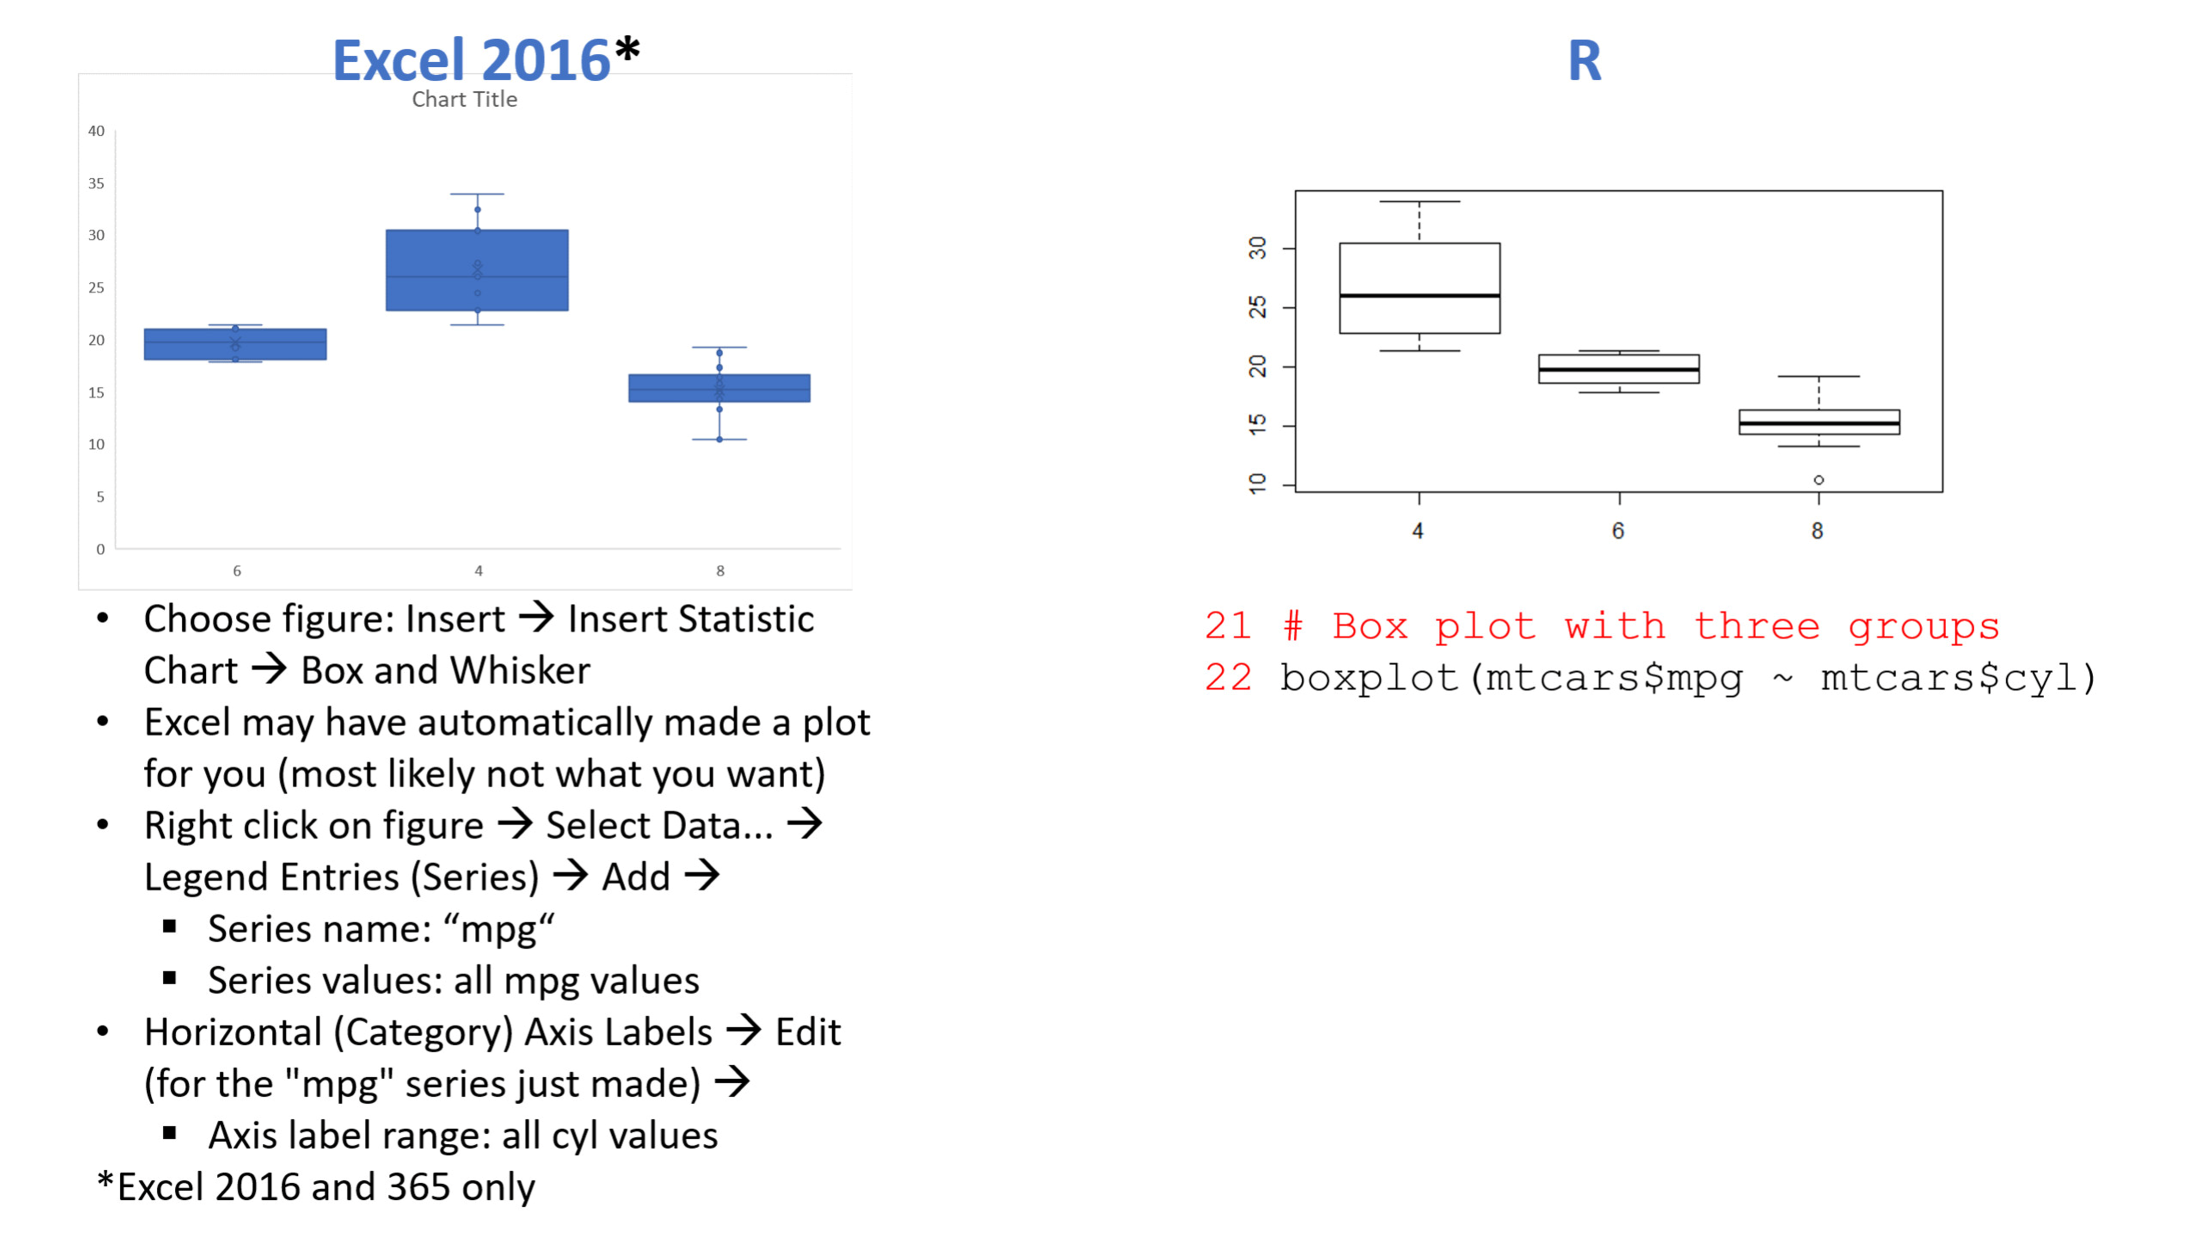 Excel 2016*
Chart Title
40
35
30
25
20
15
10
5
0
6 4 8
• Choose figure: Insert → Insert Statistic
Chart → Box and Whisker
• Excel may have automatically made a plot
for you (most likely not what you want)
• Right click on figure → Select Data... →
Legend Entries (Series) → Add →
▪ Series name: “mpg“
▪ Series values: all mpg values
• Horizontal (Category) Axis Labels → Edit
(for the "mpg" series just made) →
▪ Axis label range: all cyl values
*Excel 2016 and 365 only
R
30
25
20
15
10
4 6 8
21 # Box plot with three groups
22 boxplot(mtcars$mpg ~ mtcars$cyl)